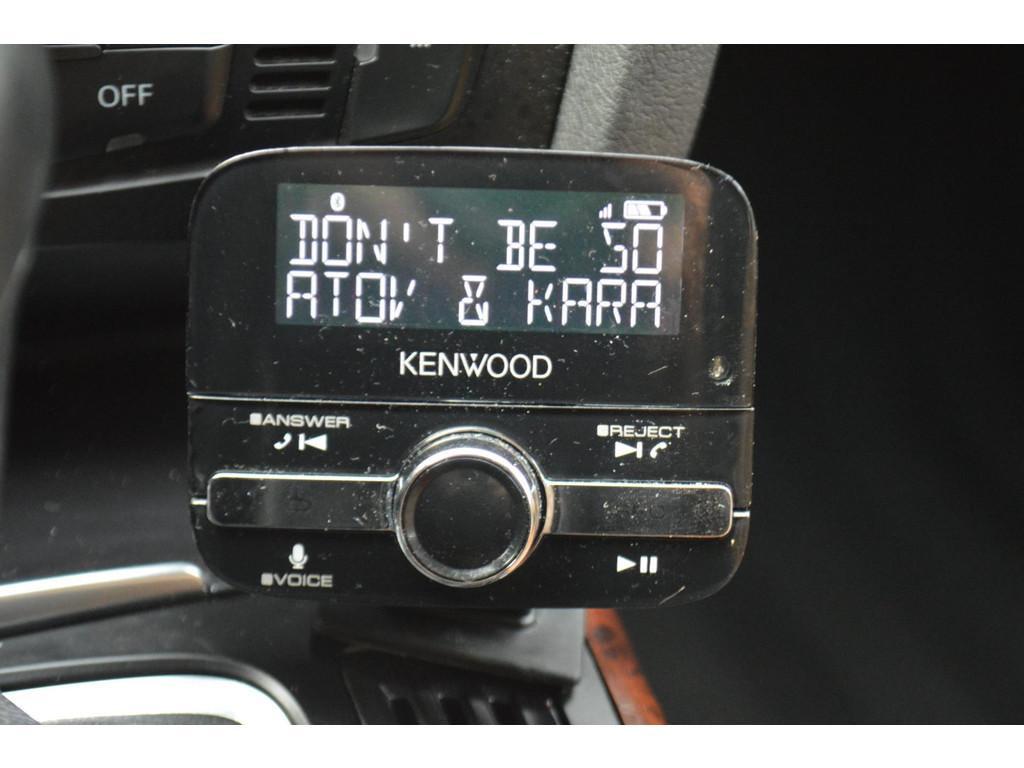 OFF
DON'T BE SO
ATOV & KARA
KENWOOD
ANSWER
REJECT
VOICE